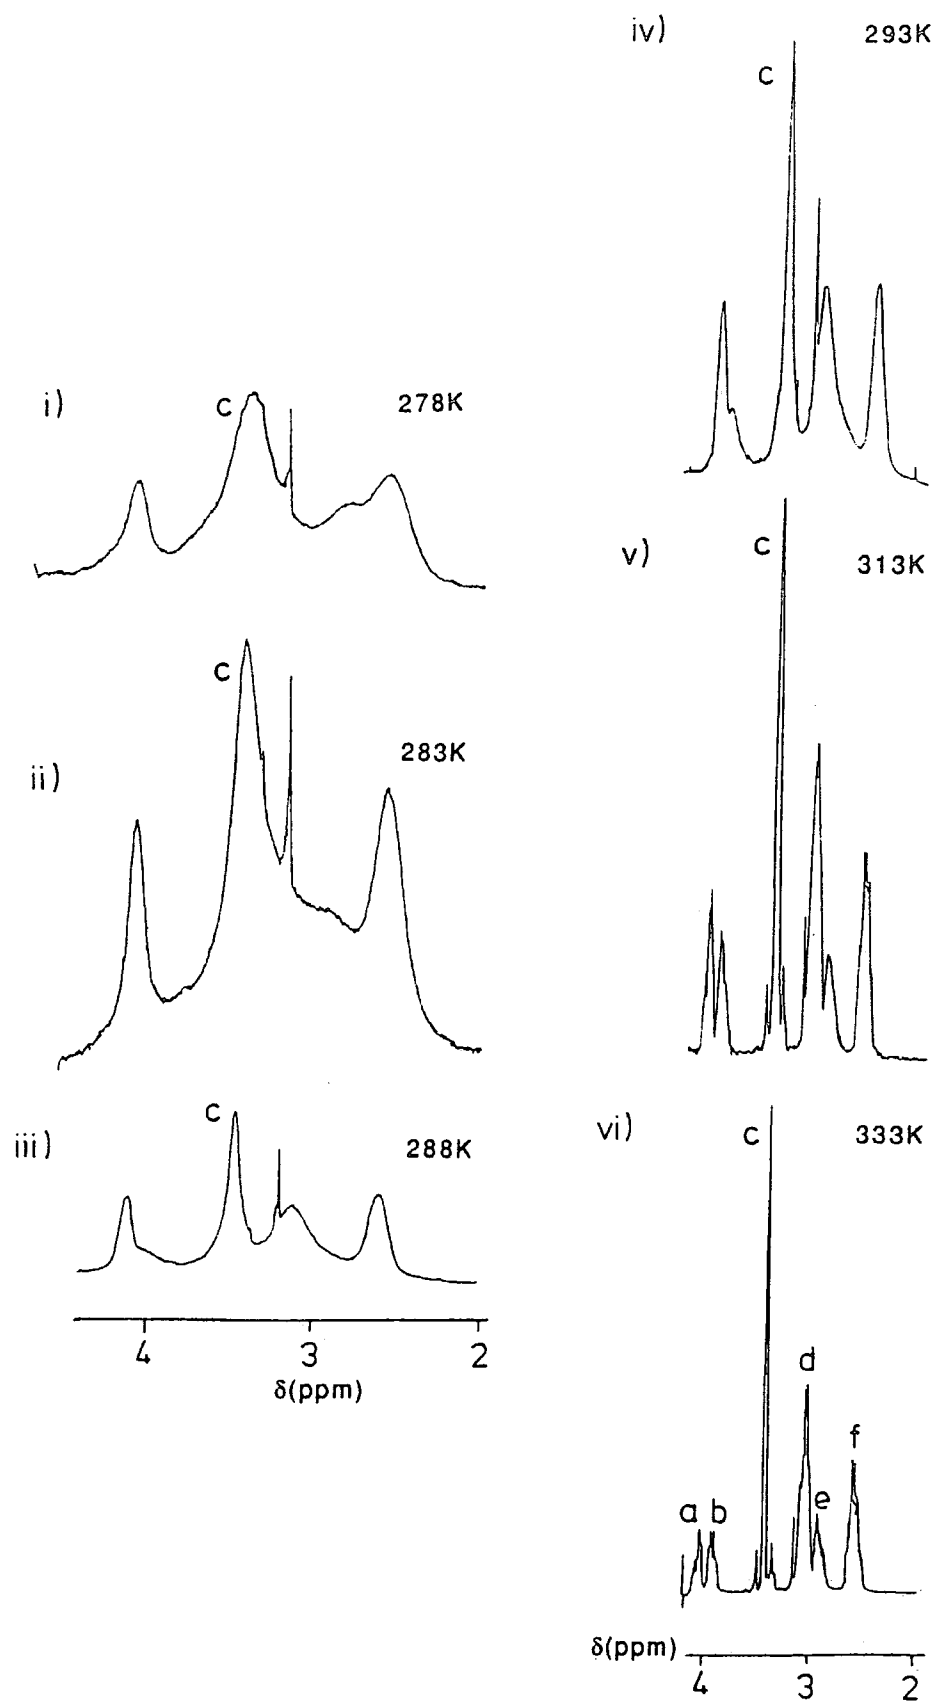 i) c 278K
ii) c 283K
iii) c 288K
4 3 2
δ(ppm)
iv) c 293K
v) c 313K
vi) c 333K
a b d e f
δ(ppm) 4 3 2